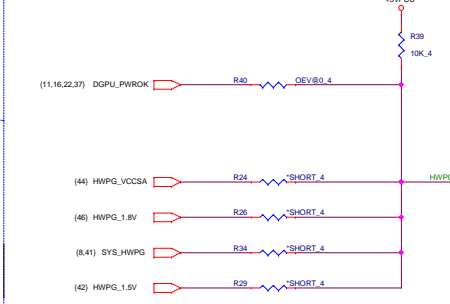 R39
10K_4
(11,16,22,37) DGPU_PWROK R40 OEV@0_4
(44) HWPG_VCCSA R24 *SHORT_4
(46) HWPG_1.8V R26 *SHORT_4
(8,41) SYS_HWPG R34 *SHORT_4
(42) HWPG_1.5V R29 *SHORT_4